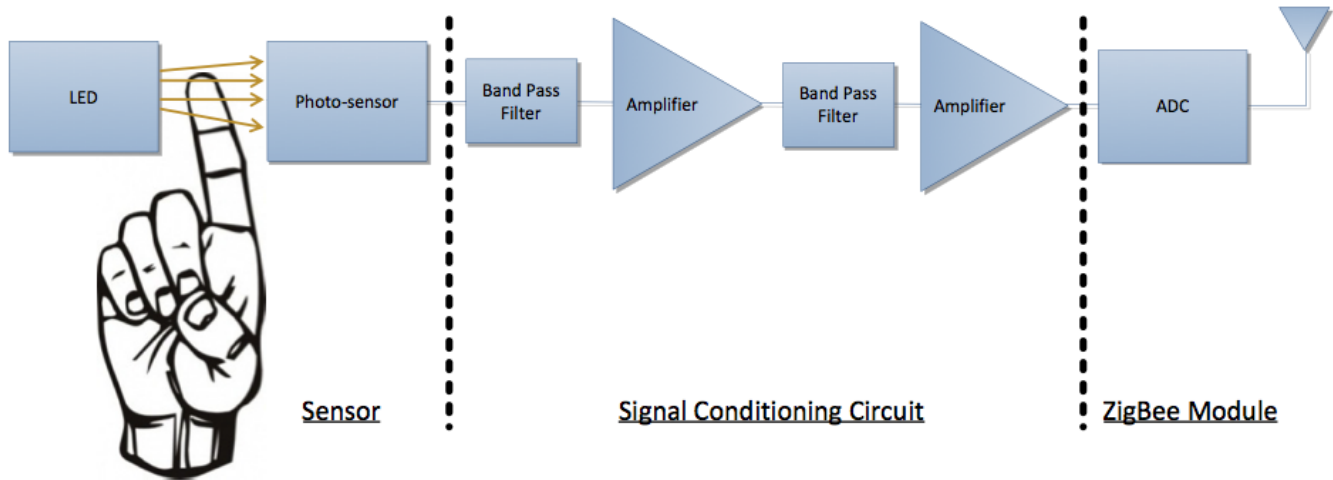 LED
Photo-sensor
Band Pass
Filter
Amplifier
Band Pass
Filter
Amplifier
ADC
Sensor
Signal Conditioning Circuit
ZigBee Module